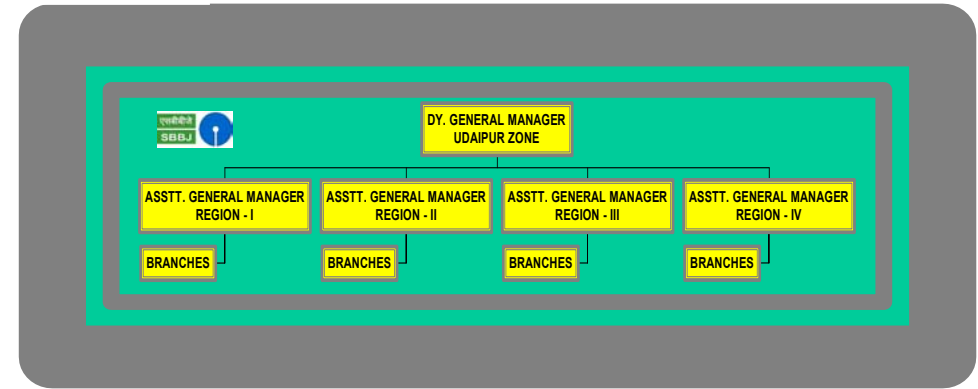 एसबीबीजे
SBBJ
DY. GENERAL MANAGER
UDAIPUR ZONE
ASSTT. GENERAL MANAGER
REGION - I
ASSTT. GENERAL MANAGER
REGION - II
ASSTT. GENERAL MANAGER
REGION - III
ASSTT. GENERAL MANAGER
REGION - IV
BRANCHES
BRANCHES
BRANCHES
BRANCHES